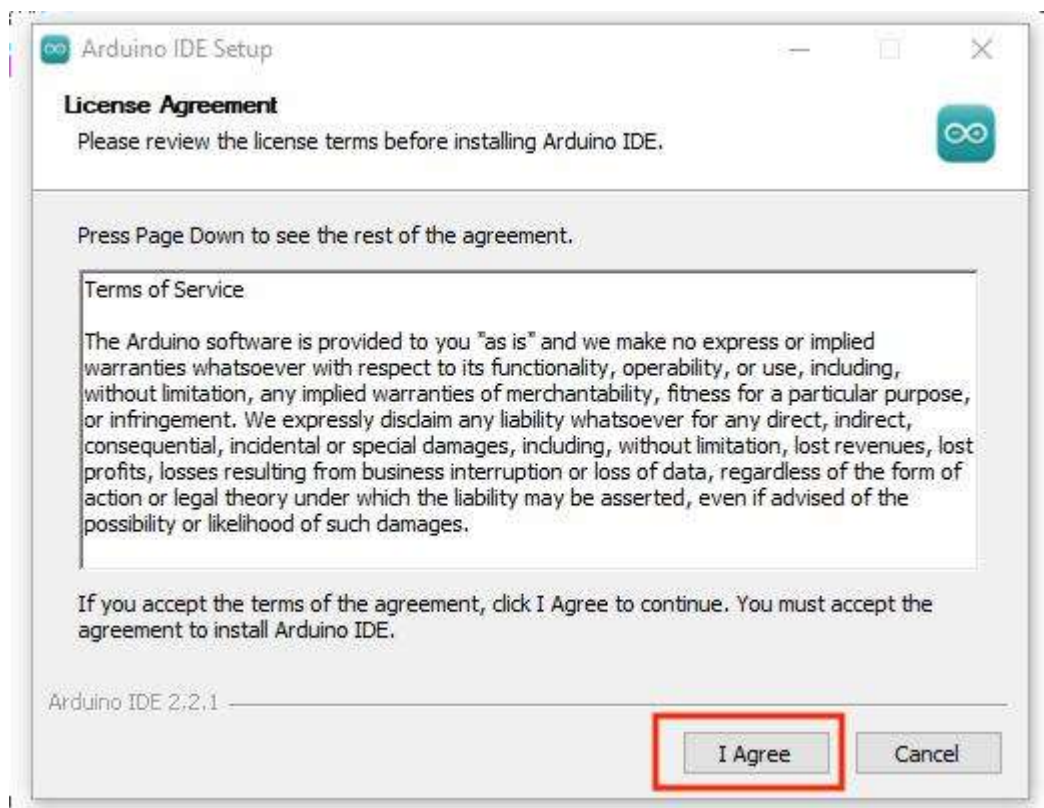 Arduino IDE Setup
License Agreement
Please review the license terms before installing Arduino IDE.
Press Page Down to see the rest of the agreement.
Terms of Service
The Arduino software is provided to you "as is" and we make no express or implied
warranties whatsoever with respect to its functionality, operability, or use, including,
without limitation, any implied warranties of merchantability, fitness for a particular purpose,
or infringement. We expressly disclaim any liability whatsoever for any direct, indirect,
consequential, incidental or special damages, including, without limitation, lost revenues, lost
profits, losses resulting from business interruption or loss of data, regardless of the form of
action or legal theory under which the liability may be asserted, even if advised of the
possibility or likelihood of such damages.
If you accept the terms of the agreement, click I Agree to continue. You must accept the
agreement to install Arduino IDE.
Arduino IDE 2.2.1
I Agree
Cancel